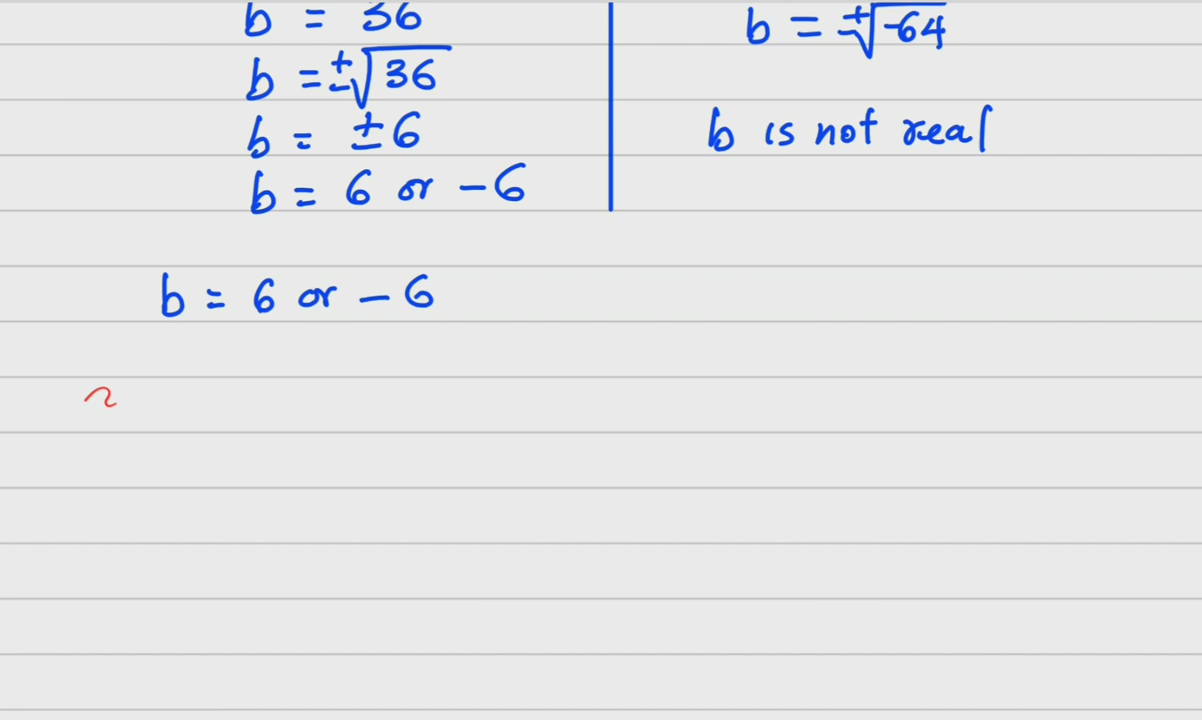 b = 36
b = ±√36
b = ±6
b = 6 or -6
b = ±√-64
b is not real
b = 6 or -6